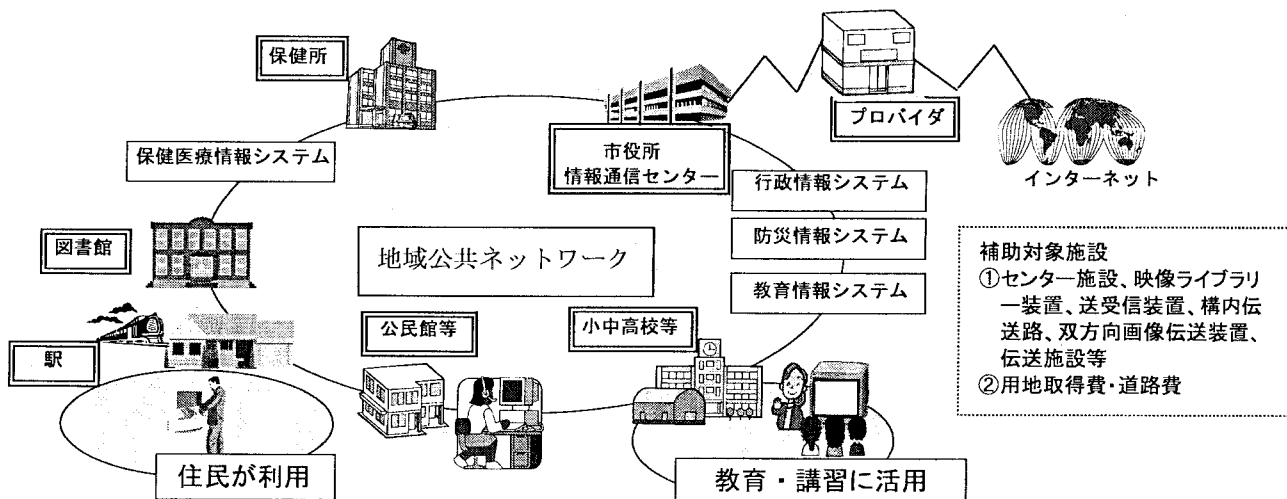 保健所
プロバイダ
市役所
情報通信センター
インターネット
保健医療情報システム
行政情報システム
図書館
防災情報システム
地域公共ネットワーク
教育情報システム
補助対象施設
①センター施設、映像ライブラリ
ー装置、送受信装置、構内伝
送路、双方向画像伝送装置、
伝送施設等
②用地取得費・道路費
駅
公民館等
小中高校等
住民が利用
教育・講習に活用